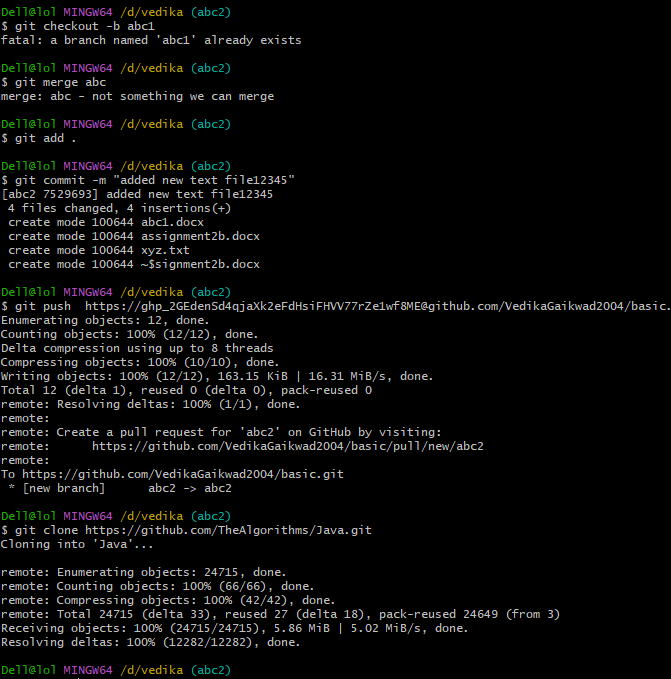 Dell@lol MINGW64 /d/vedika (abc2)
$ git checkout -b abc1
fatal: a branch named 'abc1' already exists

Dell@lol MINGW64 /d/vedika (abc2)
$ git merge abc
merge: abc - not something we can merge

Dell@lol MINGW64 /d/vedika (abc2)
$ git add .

Dell@lol MINGW64 /d/vedika (abc2)
$ git commit -m "added new text file12345"
[abc2 7529693] added new text file12345
 4 files changed, 4 insertions(+)
 create mode 100644 abc1.docx
 create mode 100644 assignment2b.docx
 create mode 100644 xyz.txt
 create mode 100644 ~$signment2b.docx

Dell@lol MINGW64 /d/vedika (abc2)
$ git push  https://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@github.com/VedikaGaikwad2004/basic.
Enumerating objects: 12, done.
Counting objects: 100% (12/12), done.
Delta compression using up to 8 threads
Compressing objects: 100% (10/10), done.
Writing objects: 100% (12/12), 163.15 KiB | 16.31 MiB/s, done.
Total 12 (delta 1), reused 0 (delta 0), pack-reused 0
remote: Resolving deltas: 100% (1/1), done.
remote:
remote: Create a pull request for 'abc2' on GitHub by visiting:
remote:      https://github.com/VedikaGaikwad2004/basic/pull/new/abc2
remote:
To https://github.com/VedikaGaikwad2004/basic.git
 * [new branch]      abc2 -> abc2

Dell@lol MINGW64 /d/vedika (abc2)
$ git clone https://github.com/TheAlgorithms/Java.git
Cloning into 'Java'...

remote: Enumerating objects: 24715, done.
remote: Counting objects: 100% (66/66), done.
remote: Compressing objects: 100% (42/42), done.
remote: Total 24715 (delta 33), reused 27 (delta 18), pack-reused 24649 (from 3)
Receiving objects: 100% (24715/24715), 5.86 MiB | 5.02 MiB/s, done.
Resolving deltas: 100% (12282/12282), done.

Dell@lol MINGW64 /d/vedika (abc2)